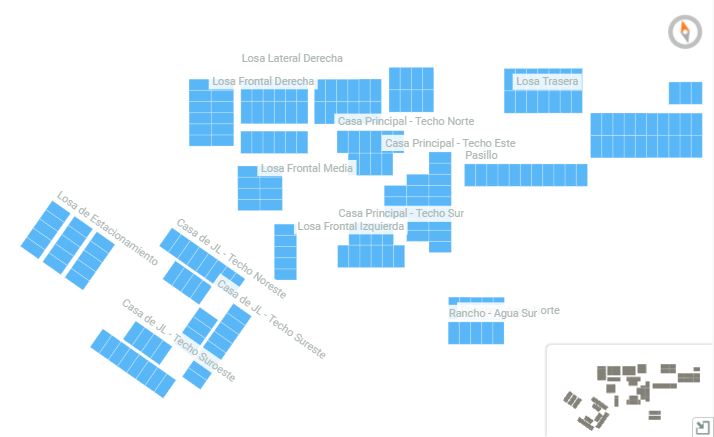 Losa Lateral Derecha
Losa Frontal Derecha
Losa Trasera
Casa Principal - Techo Norte
Casa Principal - Techo Este
Pasillo
Losa Frontal Media
Losa de Estacionamiento
Casa Principal - Techo Sur
Losa Frontal Izquierda
Casa de JL - Techo Noreste
Casa de JL - Techo Sureste
Casa de JL - Techo Suroeste
Rancho - Agua Sur
orte